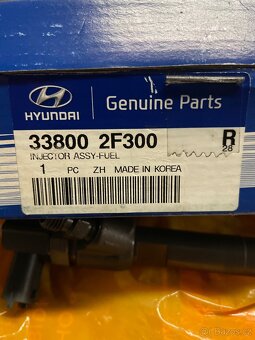 HYUNDAI
Genuine Parts
33800 2F300
R
INJECTOR ASSY-FUEL
28
1 PC ZH MADE IN KOREA